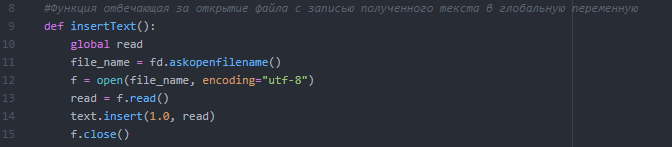 8 #Функция отвечающая за открытие файла с записью полученного текста в глобальную переменную
9 def insertText():
10 global read
11 file_name = fd.askopenfilename()
12 f = open(file_name, encoding="utf-8")
13 read = f.read()
14 text.insert(1.0, read)
15 f.close()